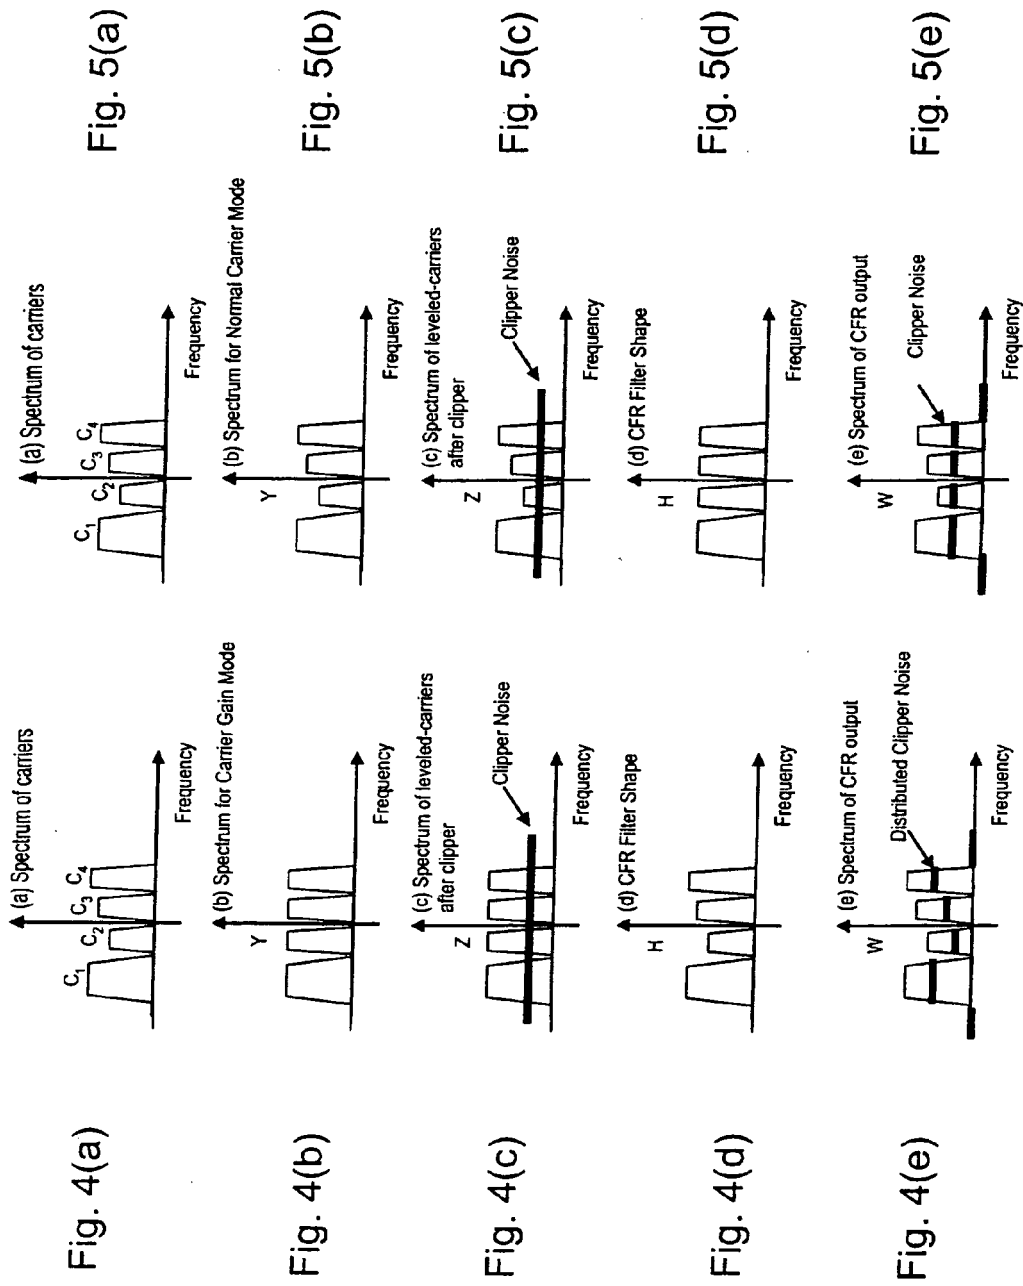 Fig. 4(a)
(a) Spectrum of carriers
C1
C2
C3
C4
Frequency
Fig. 4(b)
(b) Spectrum for Carrier Gain Mode
Y
Frequency
Fig. 4(c)
(c) Spectrum of leveled-carriers
after clipper
Z
Clipper Noise
Frequency
Fig. 4(d)
(d) CFR Filter Shape
H
Frequency
Fig. 4(e)
(e) Spectrum of CFR output
W
Distributed Clipper Noise
Frequency
(a) Spectrum of carriers
C1
C2
C3
C4
Frequency
Fig. 5(a)
(b) Spectrum for Normal Carrier Mode
Y
Frequency
Fig. 5(b)
(c) Spectrum of leveled-carriers
after clipper
Z
Clipper Noise
Frequency
Fig. 5(c)
(d) CFR Filter Shape
H
Frequency
Fig. 5(d)
(e) Spectrum of CFR output
W
Clipper Noise
Frequency
Fig. 5(e)